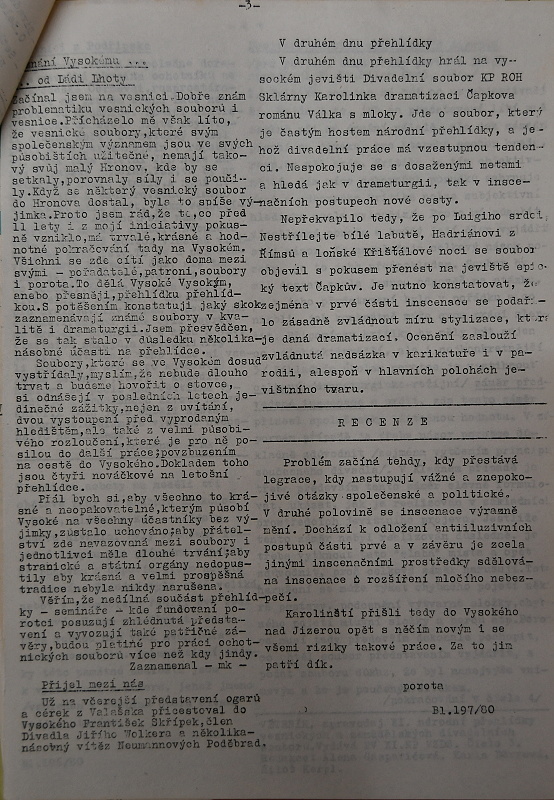 -3-
nání Vysokému ...
.. od Ládi Lhoty
Začínal jsem na vesnici.Dobře znám
problematiku vesnických souborů i
vesnice.Přicházelo mě však líto,
že vesnické soubory,které svým
společenským významem jsou ve svých
působištích užitečné, nemají tako-
vý svůj malý Hronov, kde by se
setkaly,porovnaly síly i se pouči-
ly.Když se některý vesnický soubor
do Hronova dostal, bylo to spíše vý-
jimka.Proto jsem rád,že to,co před
11 lety i z mojí iniciativy pokus-
ně vzniklo,má trvalé,krásné a hod-
notné pokračování tady na Vysokém.
Všichni se zde cítí jako doma mezi
svými - pořadatelé,patroni,soubory
i porota.To dělá Vysoké Vysokým,
anebo přesněji,přehlídku přehlíd-
kou.S potěšením konstatuji jaký skok
zaznamenávají známé soubory v kva-
litě i dramaturgii.Jsem přesvědčen,
že se tak stalo v důsledku několika-
násobné účasti na přehlídce.
Soubory,které se ve Vysokém dosud
vystřídaly,myslím,že nebude dlouho
trvat a budeme hovořit o stovce,
si odnášejí v posledních letech je-
dinečné zážitky,nejen z uvítání,
dvou vystoupení před vyprodaným
hledištěm,ale také z velmi působi-
vého rozloučení,které je pro ně po-
silou do další práce;povzbuzením
na cestě do Vysokého.Dokladem toho
jsou čtyři nováčkové na letošní
přehlídce.
Přál bych si,aby všechno to krá-
sné a neopakovatelné,kterým působí
Vysoké na všechny účastníky bez vý-
jimky,zůstalo uchováno;aby přátel-
ství zde navazovaná mezi soubory i
jednotlivci měla dlouhé trvání;aby
stranické a státní orgány nedopus-
tily aby krásná a velmi prospěšná
tradice nebyla nikdy narušena.
Věřím,že nedílná součást přehlíd-
ky - semináře - kde fundovaní po-
rotci posuzují zhlédnutá předsta-
vení a vyvozují také patřičné zá-
věry,budou platné pro práci ochot-
nických souborů více než kdy jindy.
Zaznamenal - mk -
Přijel mezi nás
Už na včerejší představení ogarů
a cérek z Valašska přicestoval do
Vysokého František Skřípek,člen
Divadla Jiřího Wolkera a několika-
násobný vítěz Neumannových Poděbrad.
V druhém dnu přehlídky
V druhém dnu přehlídky hrál na vy-
sockém jevišti Divadelní soubor KP ROH
Sklárny Karolinka dramatizaci Čapkova
románu Válka s mloky. Jde o soubor, který
je častým hostem národní přehlídky, a je-
hož divadelní práce má vzestupnou tenden-
ci. Nespokojuje se s dosaženými metami
a hledá jak v dramaturgii, tak v insce-
načních postupech nové cesty.
Nepřekvapilo tedy, že po Luigiho srdci,
Nestřílejte bílé labutě, Hadriánovi z
Římsů a loňské Křišťálové noci se soubor
objevil s pokusem přenést na jeviště epic-
ký text Čapkův. Je nutno konstatovat, že
zejména v prvé části inscenace se podaři-
lo zásadně zvládnout míru stylizace, která
je daná dramatizací. Ocenění zaslouží
zvládnutá nadsázka v karikatuře i v pa-
rodii, alespoň v hlavních polohách je-
vištního tvaru.
RECENZE
Problém začíná tehdy, kdy přestává
legrace, kdy nastupují vážné a znepoko-
jivé otázky společenské a politické.
V druhé polovině se inscenace výrazně
mění. Dochází k odložení antiiluzivních
postupů části prvé a v závěru je zcela
jinými inscenačními prostředky sdělová-
na inscenace o rozšíření mločího nebez-
pečí.
Karolinští přišli tedy do Vysokého
nad Jizerou opět s něčím novým i se
všemi riziky takové práce. Za to jim
patří dík.
porota
Bl.197/80